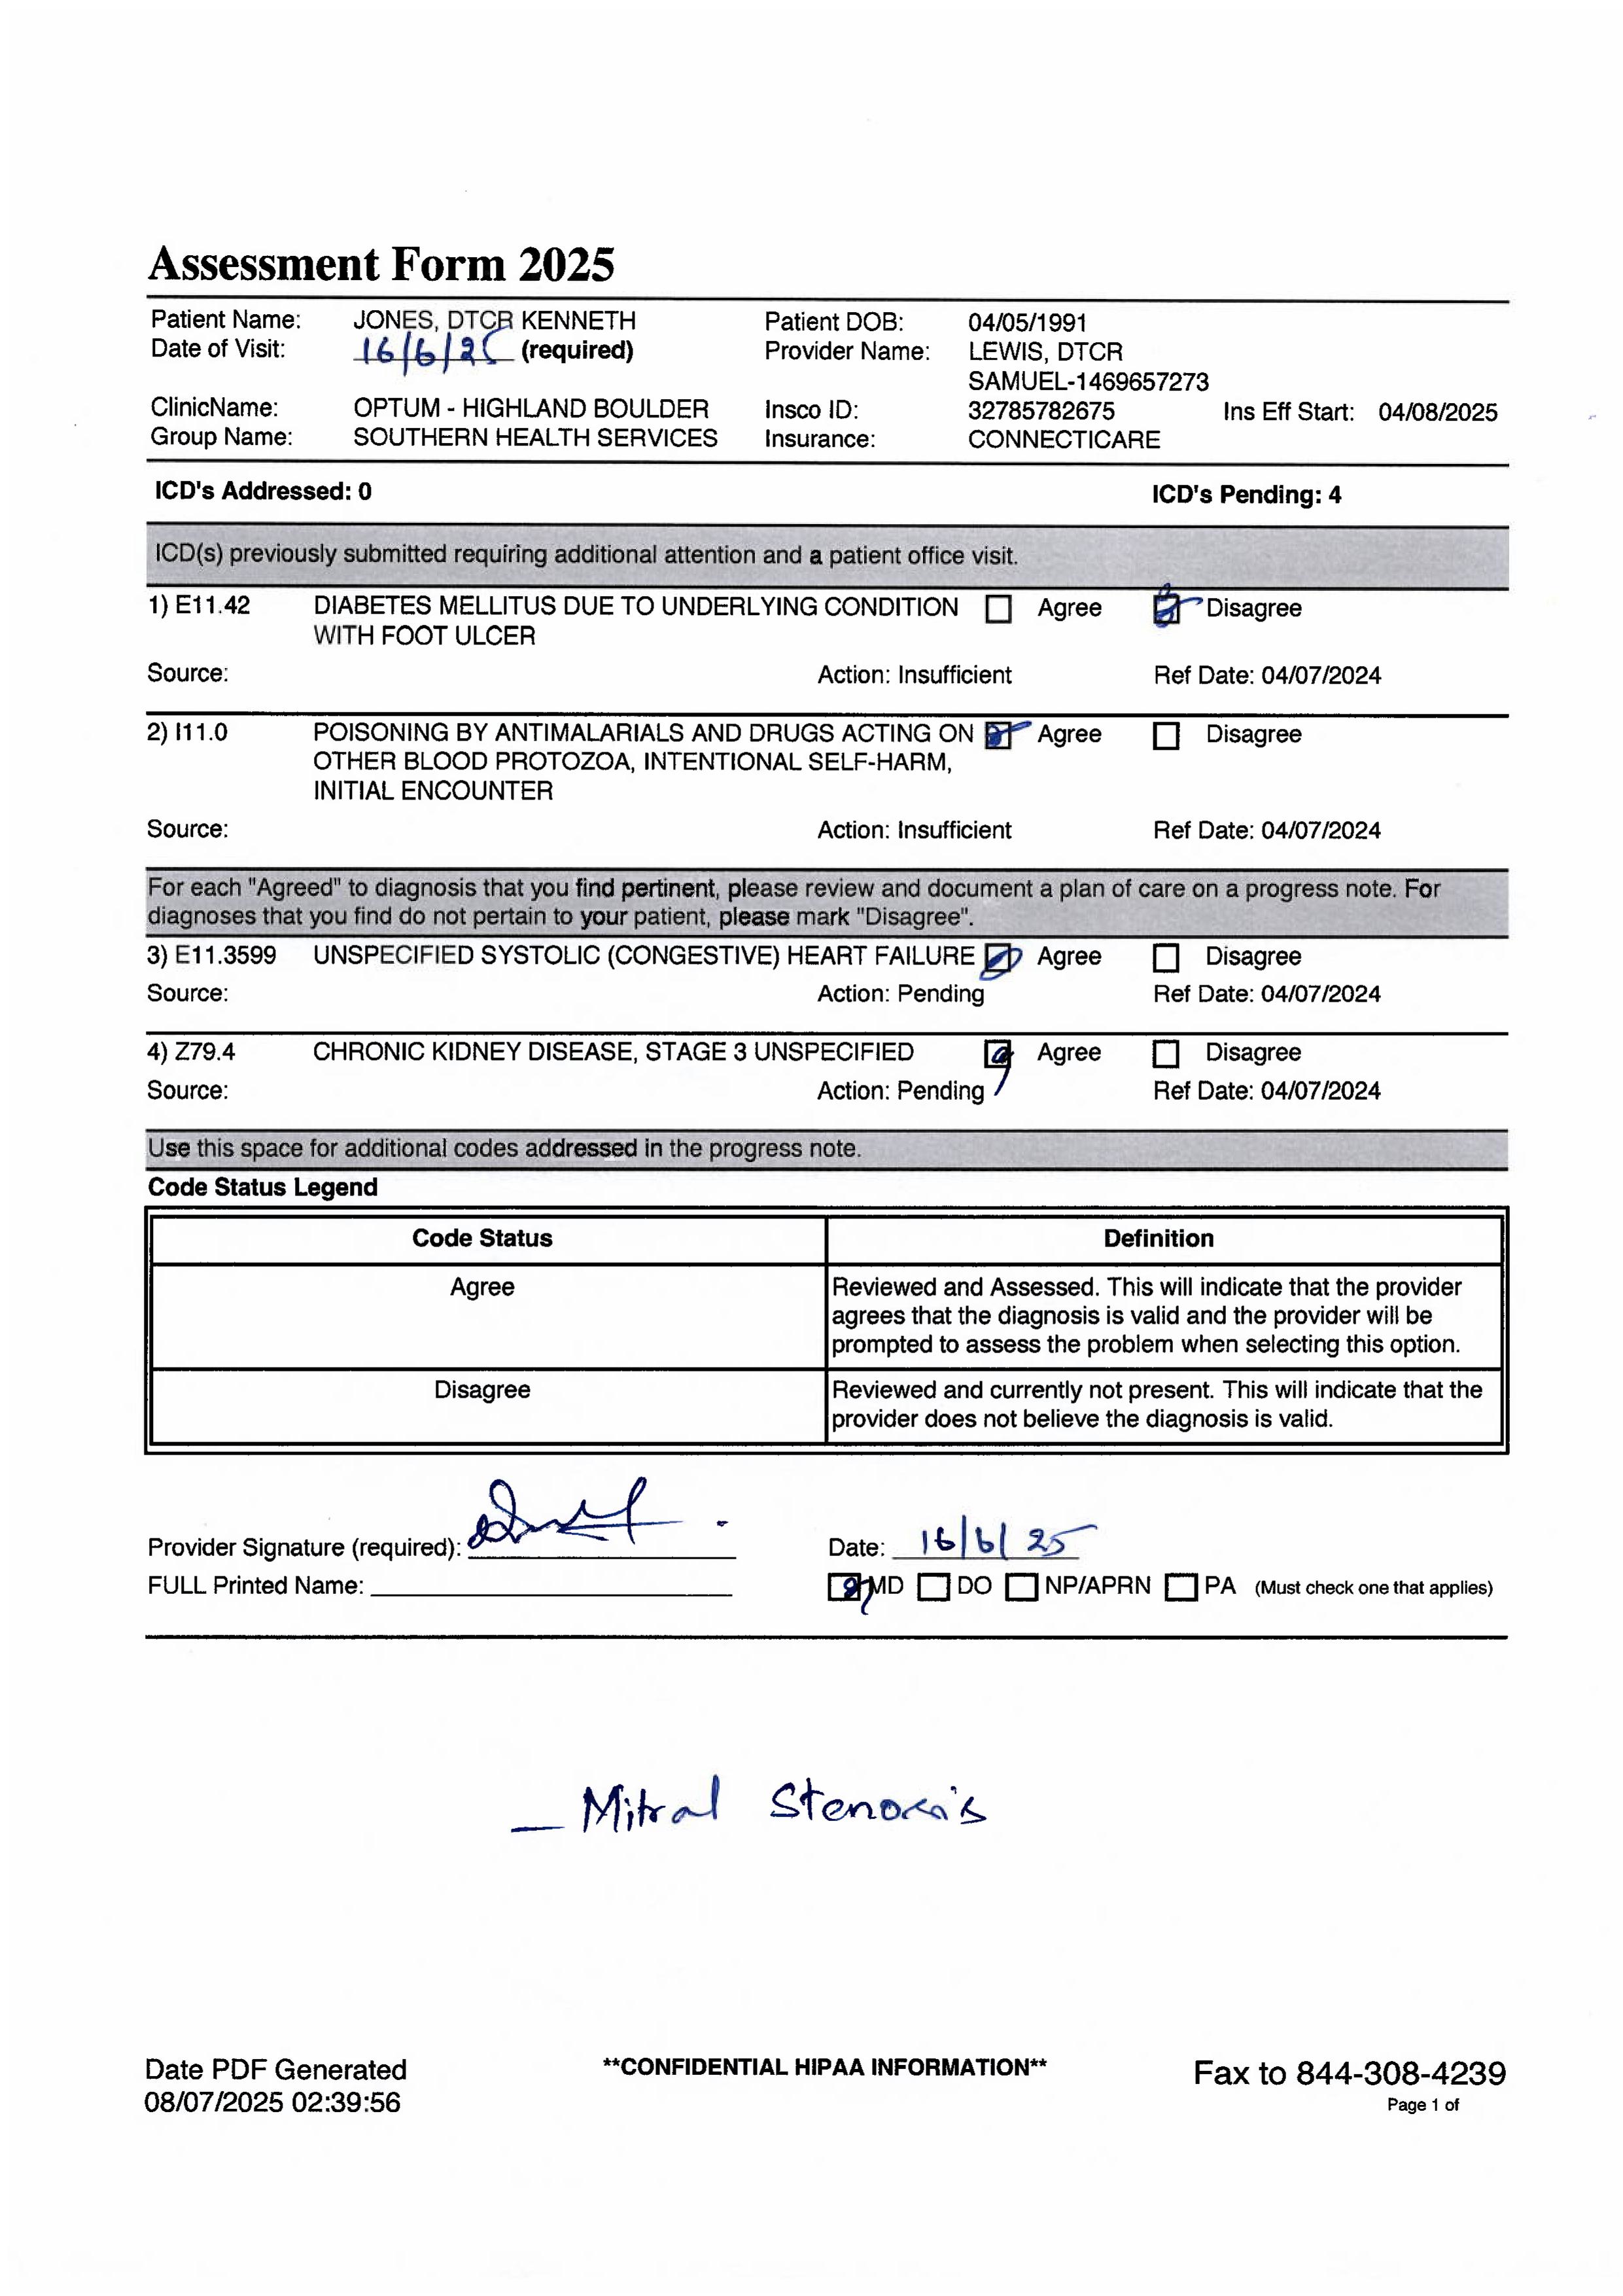 Assessment Form 2025
Patient Name: JONES, DTCR KENNETH Patient DOB: 04/05/1991
Date of Visit: 16/6/25 (required) Provider Name: LEWIS, DTCR
SAMUEL-1469657273
ClinicName: OPTUM - HIGHLAND BOULDER Insco ID: 32785782675 Ins Eff Start: 04/08/2025
Group Name: SOUTHERN HEALTH SERVICES Insurance: CONNECTICARE
ICD's Addressed: 0 ICD's Pending: 4
ICD(s) previously submitted requiring additional attention and a patient office visit.
1) E11.42 DIABETES MELLITUS DUE TO UNDERLYING CONDITION Agree Disagree
WITH FOOT ULCER
Source: Action: Insufficient Ref Date: 04/07/2024
2) I11.0 POISONING BY ANTIMALARIALS AND DRUGS ACTING ON Agree Disagree
OTHER BLOOD PROTOZOA, INTENTIONAL SELF-HARM,
INITIAL ENCOUNTER
Source: Action: Insufficient Ref Date: 04/07/2024
For each "Agreed" to diagnosis that you find pertinent, please review and document a plan of care on a progress note. For
diagnoses that you find do not pertain to your patient, please mark "Disagree".
3) E11.3599 UNSPECIFIED SYSTOLIC (CONGESTIVE) HEART FAILURE Agree Disagree
Source: Action: Pending Ref Date: 04/07/2024
4) Z79.4 CHRONIC KIDNEY DISEASE, STAGE 3 UNSPECIFIED Agree Disagree
Source: Action: Pending Ref Date: 04/07/2024
Use this space for additional codes addressed in the progress note.
Code Status Legend
Code Status Definition
Agree Reviewed and Assessed. This will indicate that the provider
agrees that the diagnosis is valid and the provider will be
prompted to assess the problem when selecting this option.
Disagree Reviewed and currently not present. This will indicate that the
provider does not believe the diagnosis is valid.
Provider Signature (required): Date: 16/6/25
FULL Printed Name: MD DO NP/APRN PA (Must check one that applies)
_ Mitral Stenosis
Date PDF Generated **CONFIDENTIAL HIPAA INFORMATION** Fax to 844-308-4239
08/07/2025 02:39:56 Page 1 of